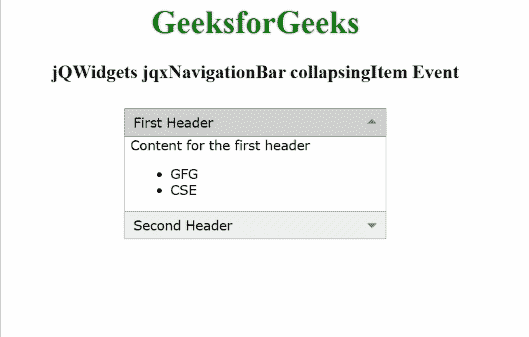 GeeksforGeeks
jQWidgets jqxNavigationBar collapsingItem Event
First Header
Content for the first header
• GFG
• CSE
Second Header